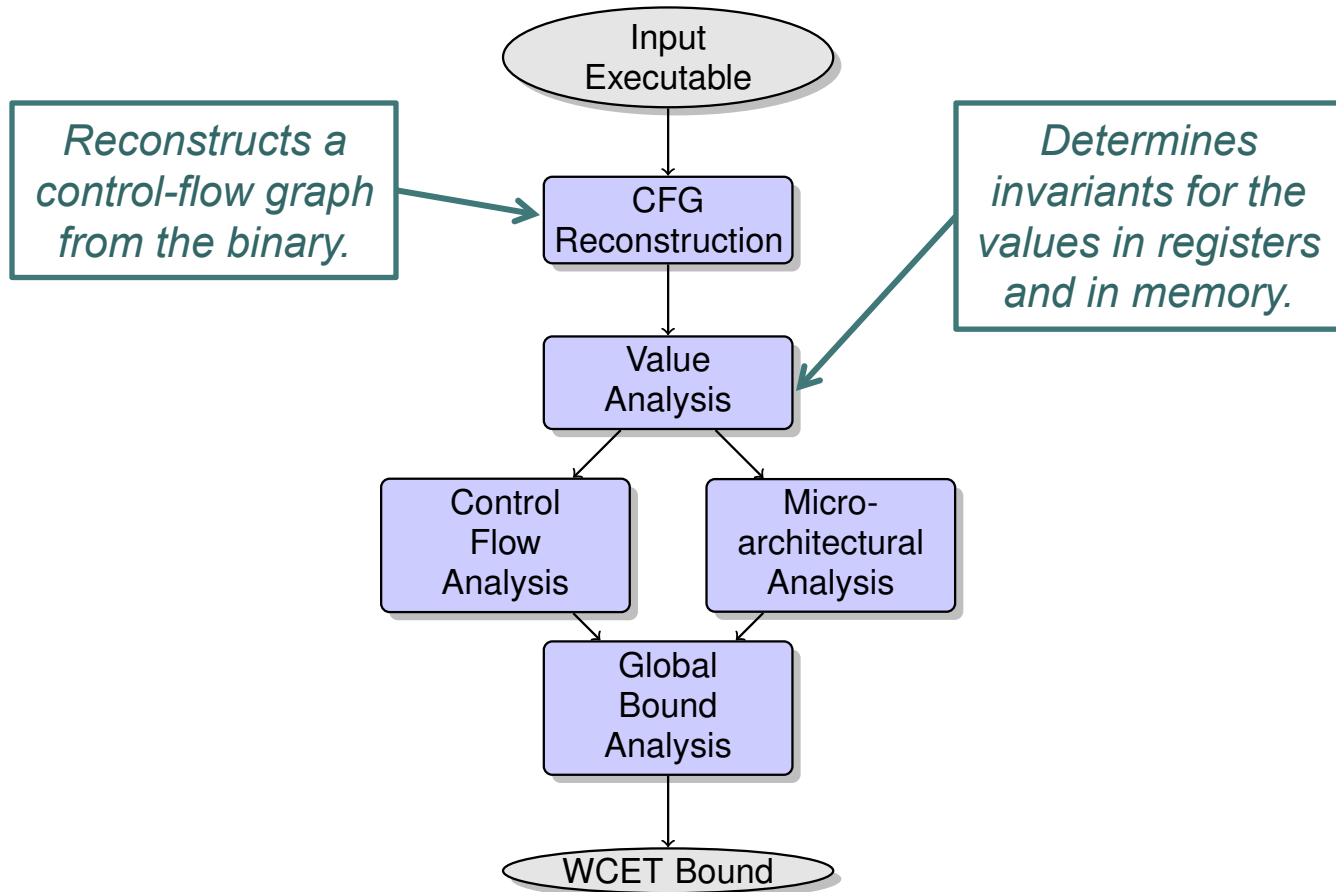 Input
Executable
Reconstructs a
control-flow graph
from the binary.
CFG
Reconstruction
Determines
invariants for the
values in registers
and in memory.
Value
Analysis
Control
Flow
Analysis
Micro-
architectural
Analysis
Global
Bound
Analysis
WCET Bound